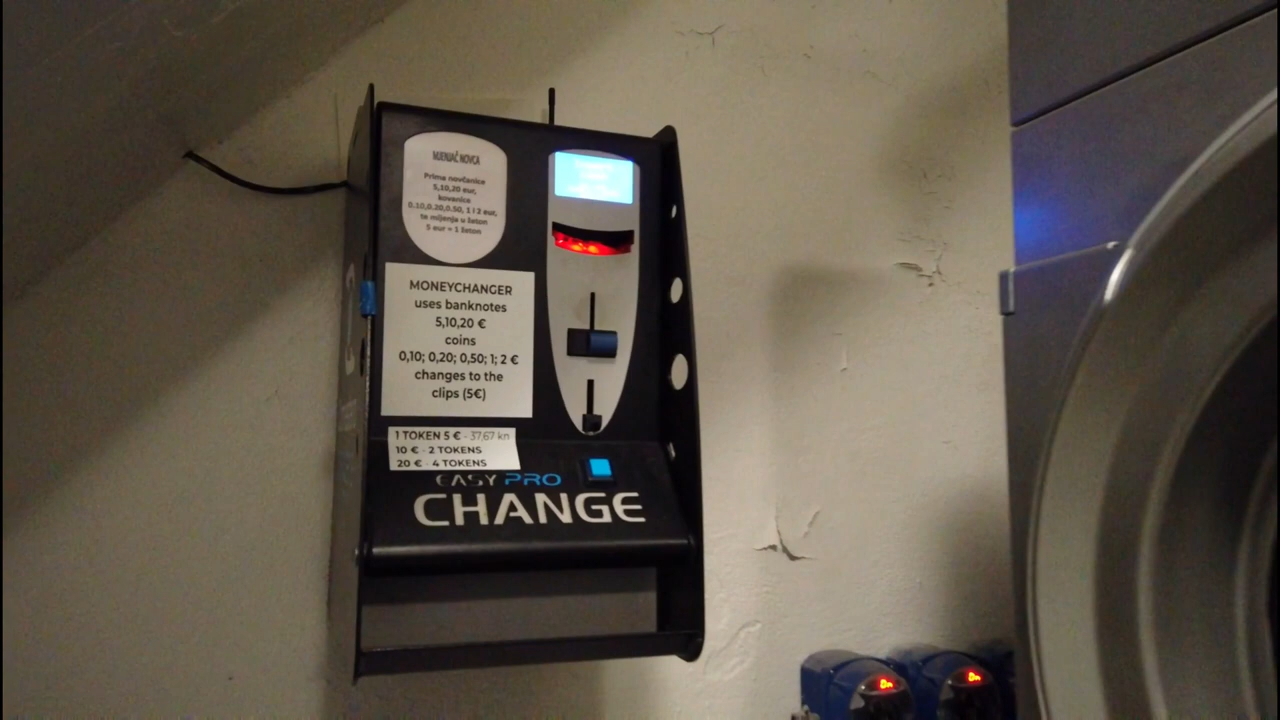 MJENJAČ NOVCA
Prima novčanice
5,10,20 eur,
kovanice
0.10,0.20,0.50, 1 i 2 eur,
te mijenja u žeton
5 eur = 1 žeton
MONEYCHANGER
uses banknotes
5,10,20 €
coins
0,10; 0,20; 0,50; 1; 2 €
changes to the
clips (5€)
1 TOKEN 5 € - 37,67 kn
10 € - 2 TOKENS
20 € - 4 TOKENS
EASY PRO
CHANGE
On
On